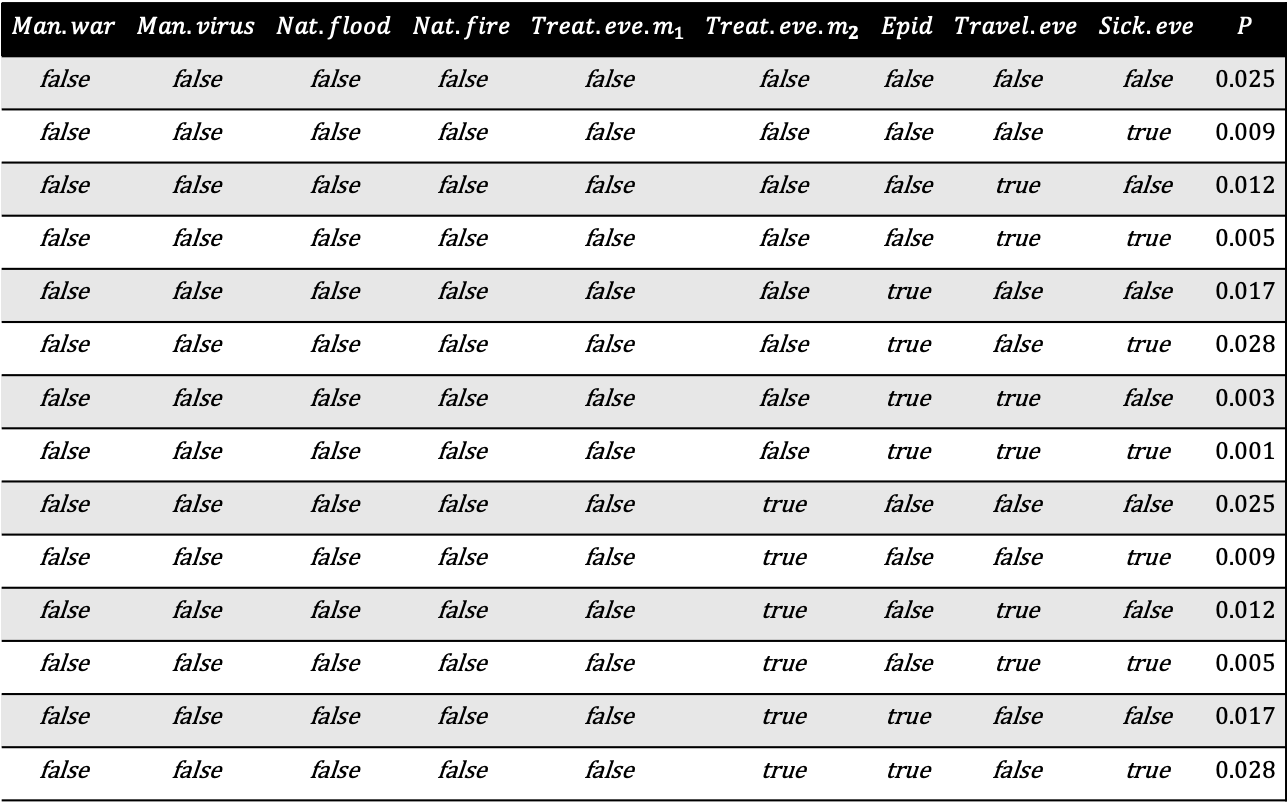 Man.war Man.virus Nat.flood Nat.fire Treat.eve.m₁ Treat.eve.m₂ Epid Travel.eve Sick.eve P
false false false false false false false false false 0.025
false false false false false false false false true 0.009
false false false false false false false true false 0.012
false false false false false false false true true 0.005
false false false false false false true false false 0.017
false false false false false false true false true 0.028
false false false false false false true true false 0.003
false false false false false false true true true 0.001
false false false false false true false false false 0.025
false false false false false true false false true 0.009
false false false false false true false true false 0.012
false false false false false true false true true 0.005
false false false false false true true false false 0.017
false false false false false true true false true 0.028